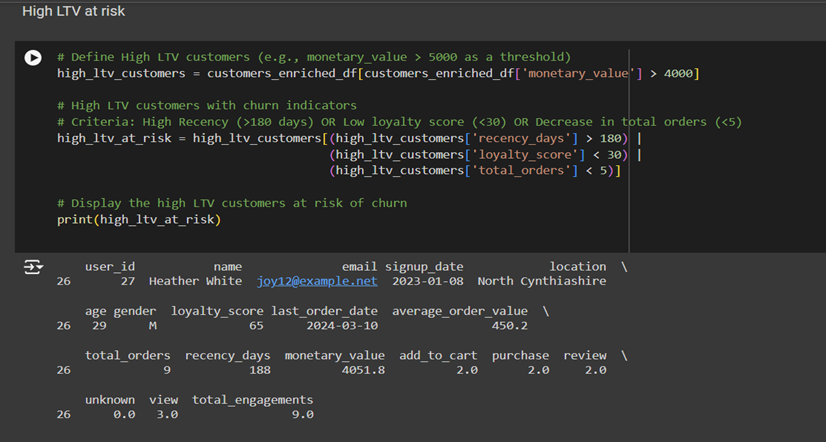 High LTV at risk
# Define High LTV customers (e.g., monetary_value > 5000 as a threshold)
high_ltv_customers = customers_enriched_df[customers_enriched_df['monetary_value'] > 4000]
# High LTV customers with churn indicators
# Criteria: High Recency (>180 days) OR Low loyalty score (<30) OR Decrease in total orders (<5)
high_ltv_at_risk = high_ltv_customers[(high_ltv_customers['recency_days'] > 180) |
(high_ltv_customers['loyalty_score'] < 30) |
(high_ltv_customers['total_orders'] < 5)]
# Display the high LTV customers at risk of churn
print(high_ltv_at_risk)
user_id name email signup_date location \
26 27 Heather White joy12@example.net 2023-01-08 North Cynthiashire
age gender loyalty_score last_order_date average_order_value \
26 29 M 65 2024-03-10 450.2
total_orders recency_days monetary_value add_to_cart purchase review \
26 9 188 4051.8 2.0 2.0 2.0
unknown view total_engagements
26 0.0 3.0 9.0